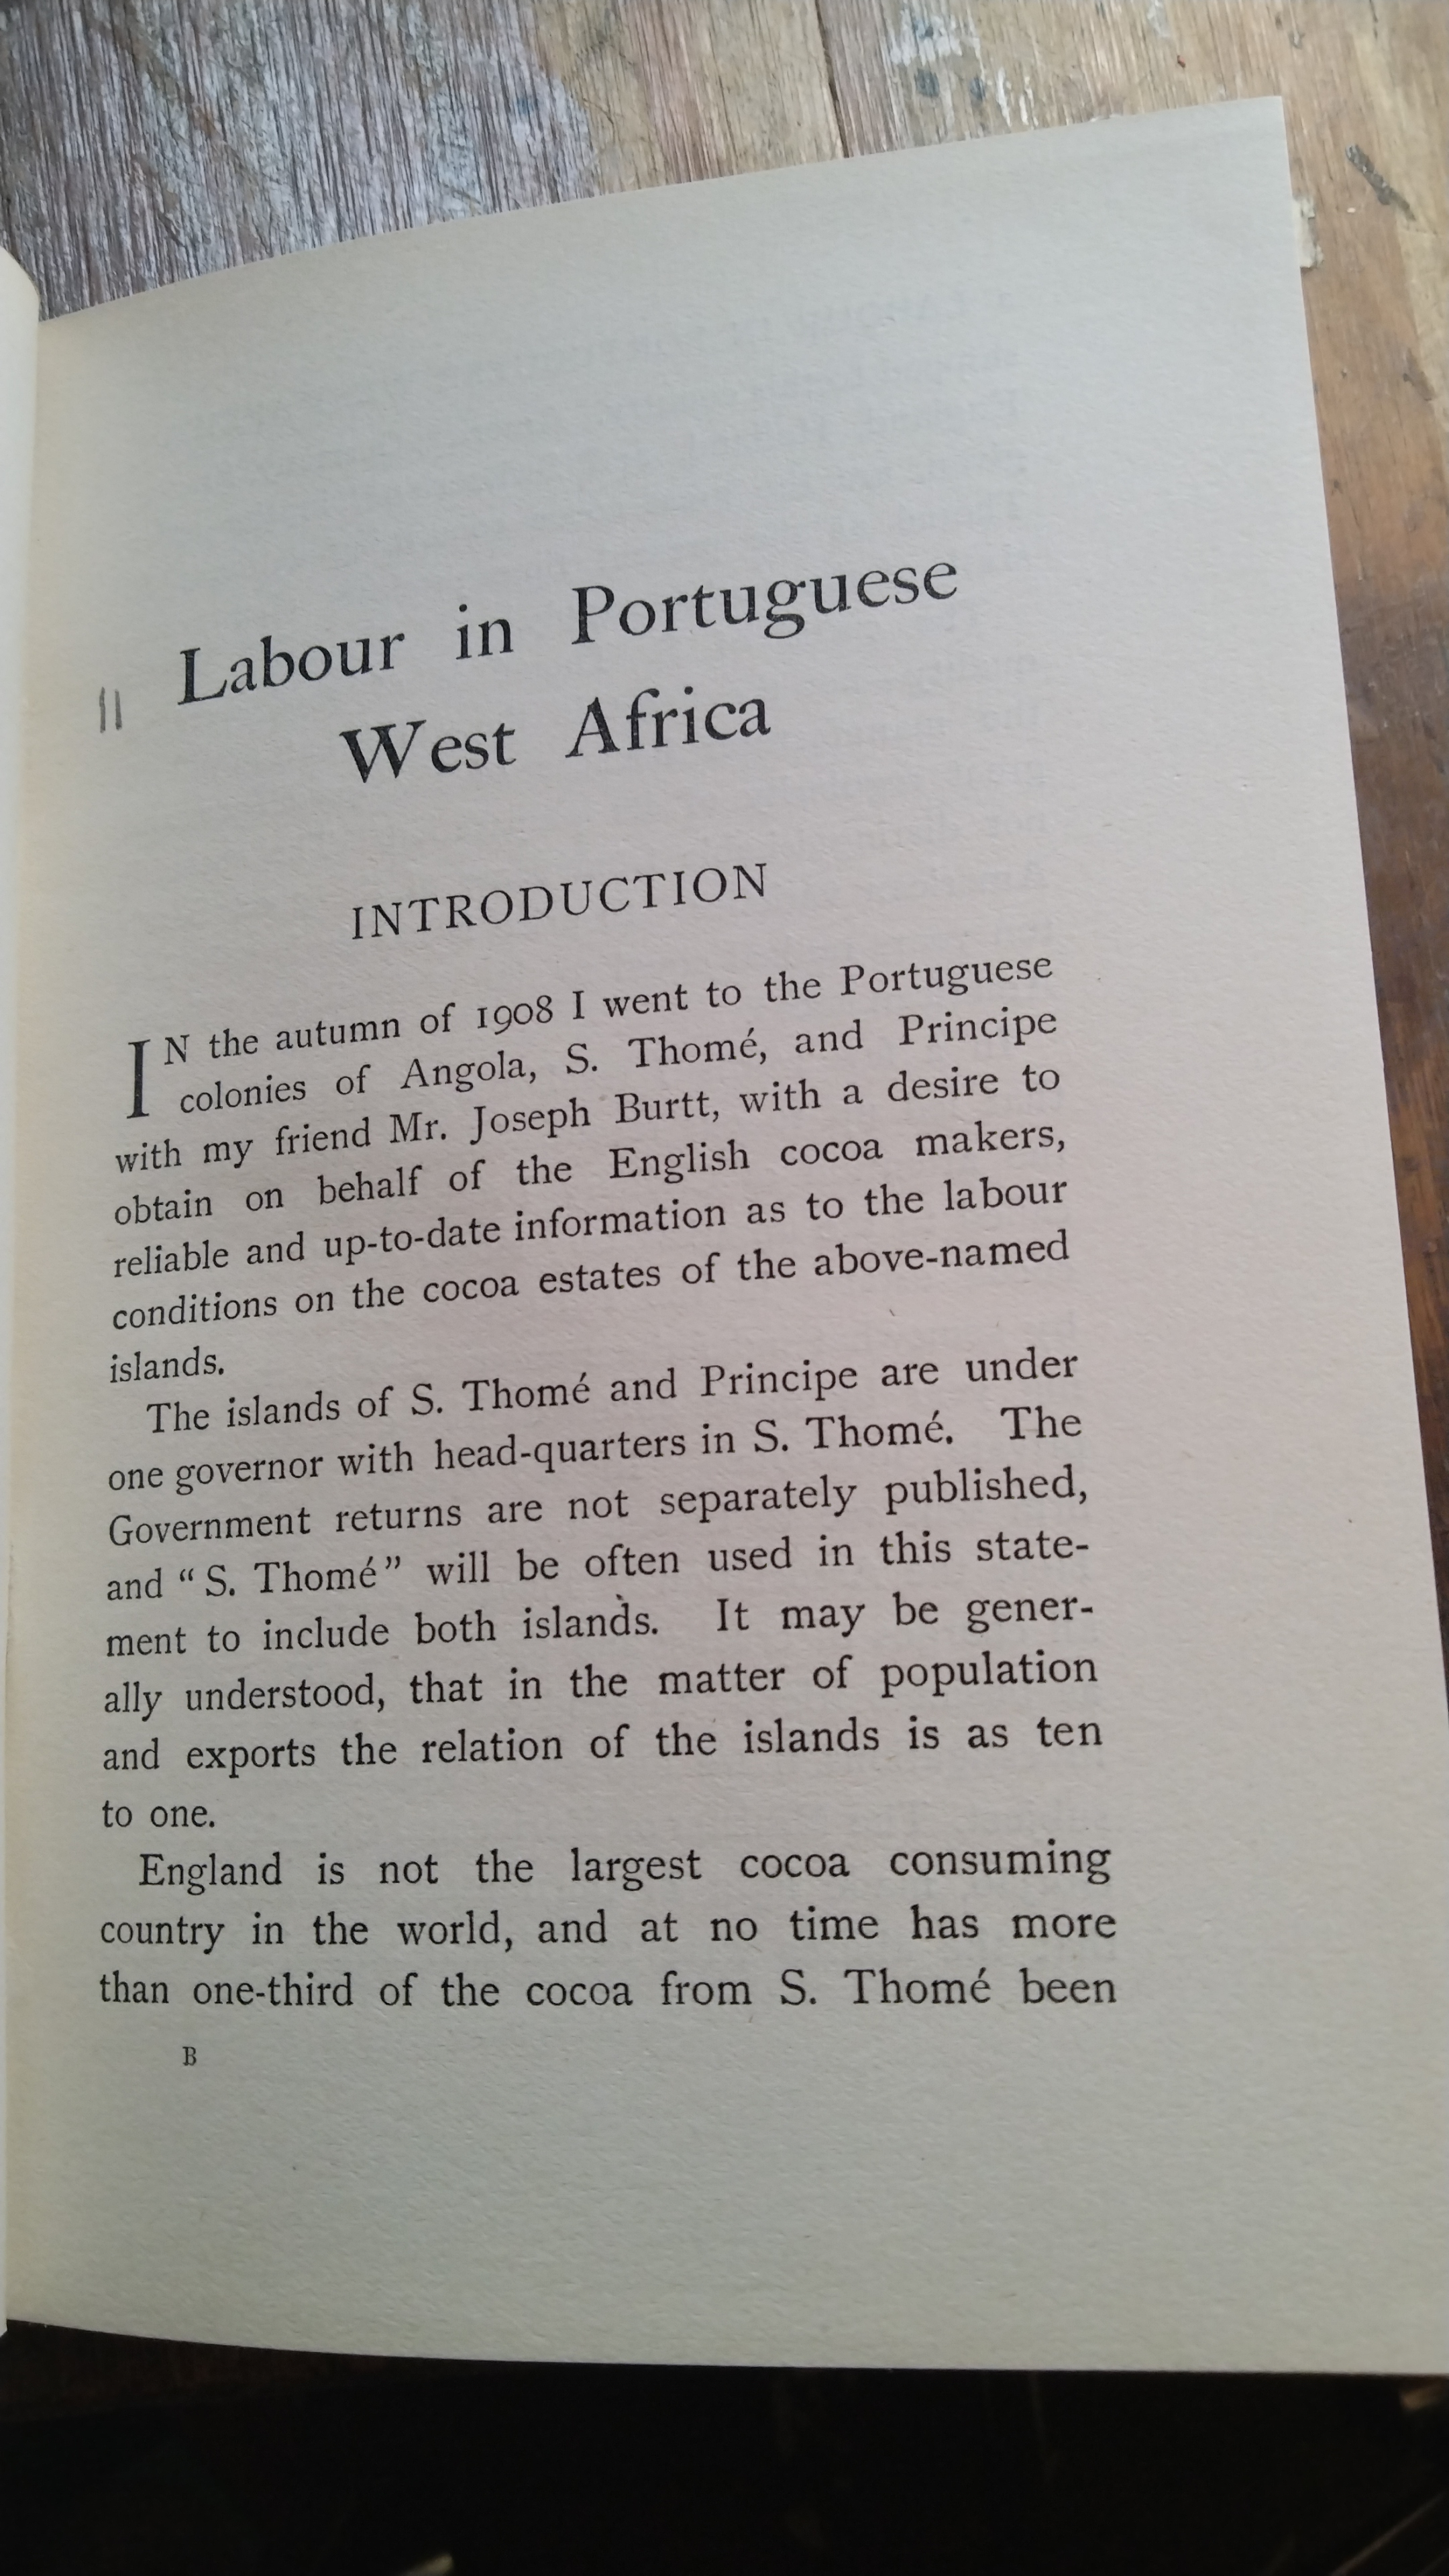 Labour in Portuguese
West Africa
INTRODUCTION
IN the autumn of 1908 I went to the Portuguese
colonies of Angola, S. Thomé, and Principe
with my friend Mr. Joseph Burtt, with a desire to
obtain on behalf of the English cocoa makers,
reliable and up-to-date information as to the labour
conditions on the cocoa estates of the above-named
islands.
The islands of S. Thomé and Principe are under
one governor with head-quarters in S. Thomé. The
Government returns are not separately published,
and “S. Thomé” will be often used in this state-
ment to include both islands. It may be gener-
ally understood, that in the matter of population
and exports the relation of the islands is as ten
to one.
England is not the largest cocoa consuming
country in the world, and at no time has more
than one-third of the cocoa from S. Thomé been
B